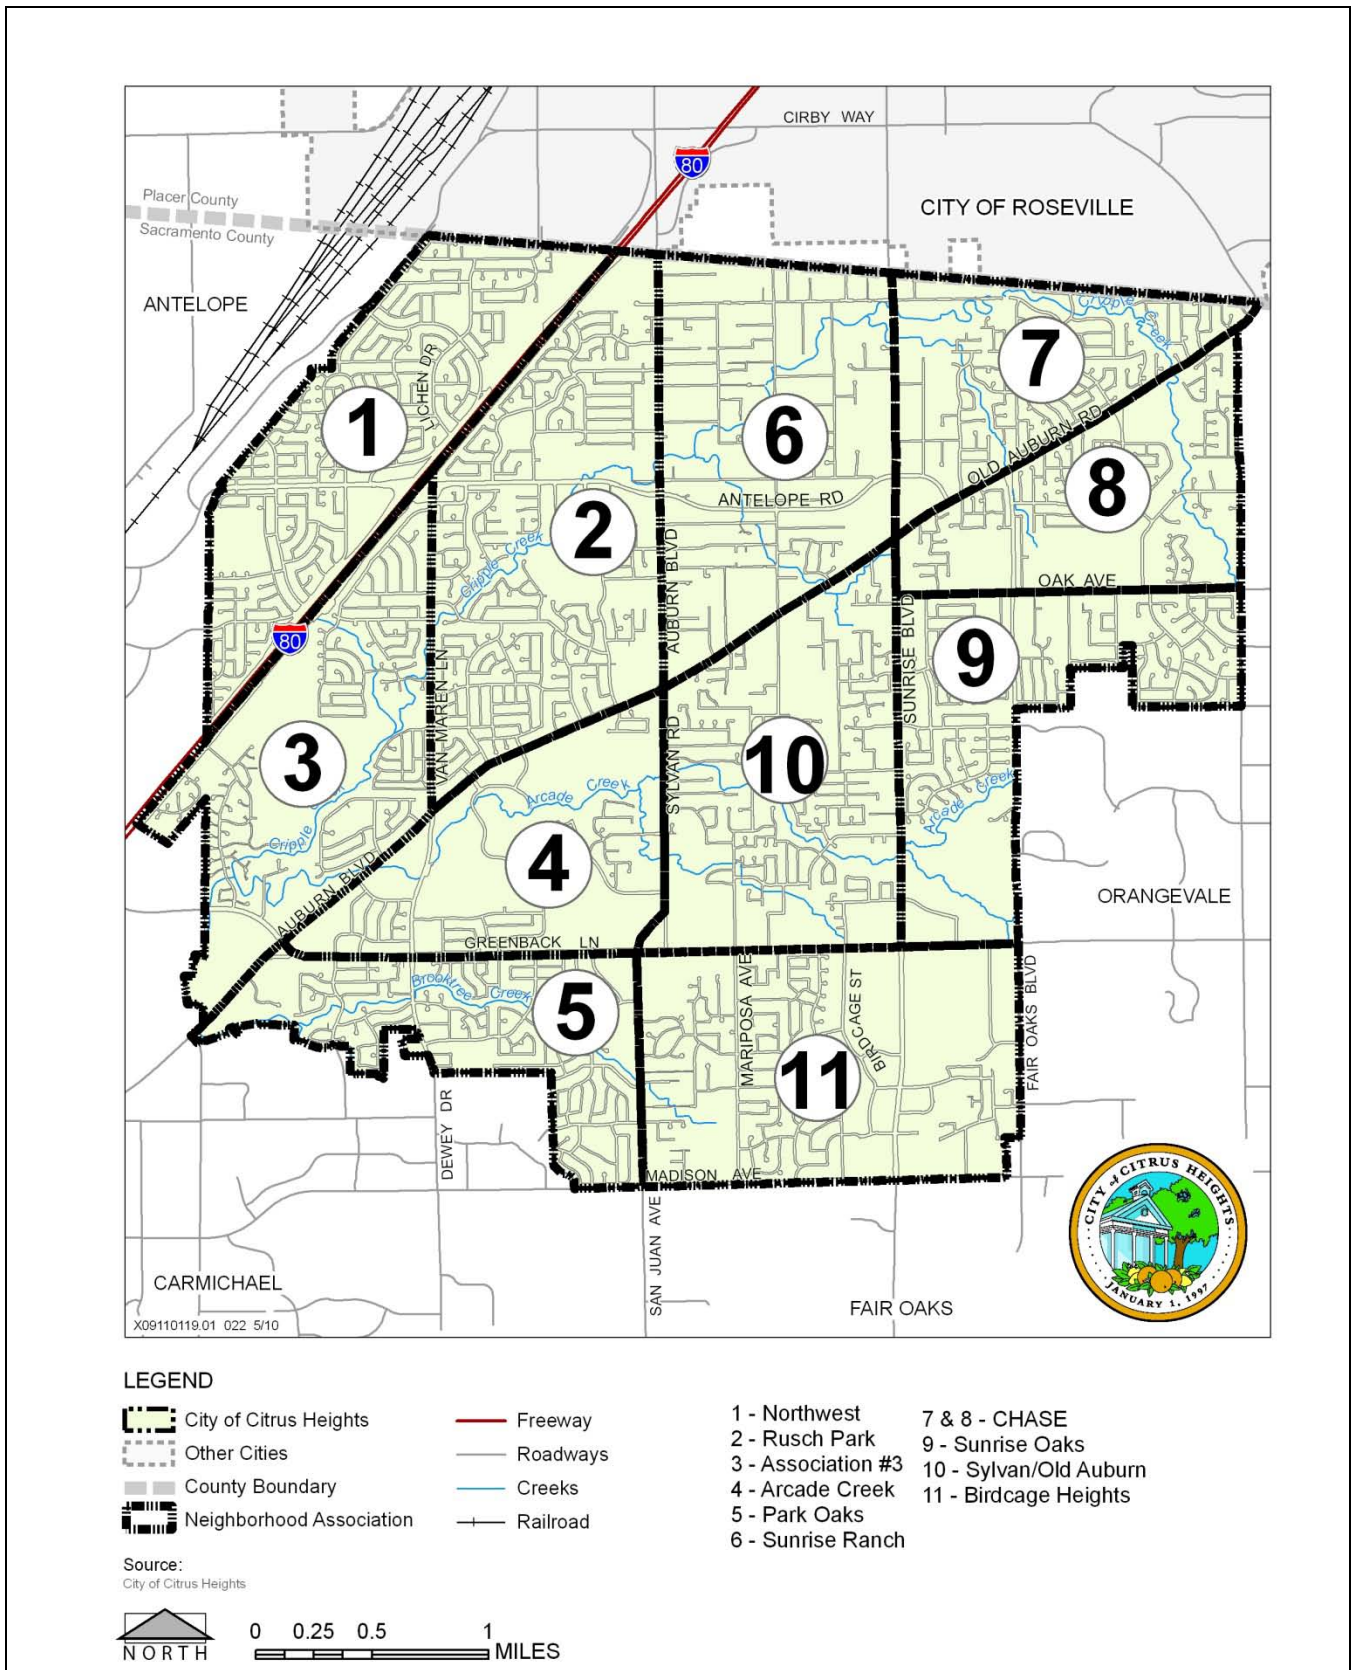 CIRBY WAY
80
Placer County
Sacramento County
CITY OF ROSEVILLE
ANTELOPE
Cripple Creek
LICHEN DR
7
1
6
OLD AUBURN RD
8
ANTELOPE RD
2
Cripple Creek
AUBURN BLVD
OAK AVE
80
SUNRISE BLVD
9
VAN MAREN LN
3
SYLVAN RD
10
Arcade Creek
Arcade Creek
Cripple Creek
4
AUBURN BLVD
ORANGEVALE
GREENBACK LN
Brooktree Creek
5
MARIPOSA AVE
BIRDCAGE ST
FAIR OAKS BLVD
11
DEWEY DR
MADISON AVE
SAN JUAN AVE
CITY of CITRUS HEIGHTS
JANUARY 1, 1997
CARMICHAEL
FAIR OAKS
X09110119.01 022 5/10
LEGEND
City of Citrus Heights
Other Cities
County Boundary
Neighborhood Association
Freeway
Roadways
Creeks
Railroad
1 - Northwest
2 - Rusch Park
3 - Association #3
4 - Arcade Creek
5 - Park Oaks
6 - Sunrise Ranch
7 & 8 - CHASE
9 - Sunrise Oaks
10 - Sylvan/Old Auburn
11 - Birdcage Heights
Source:
City of Citrus Heights
NORTH
0 0.25 0.5 1
MILES